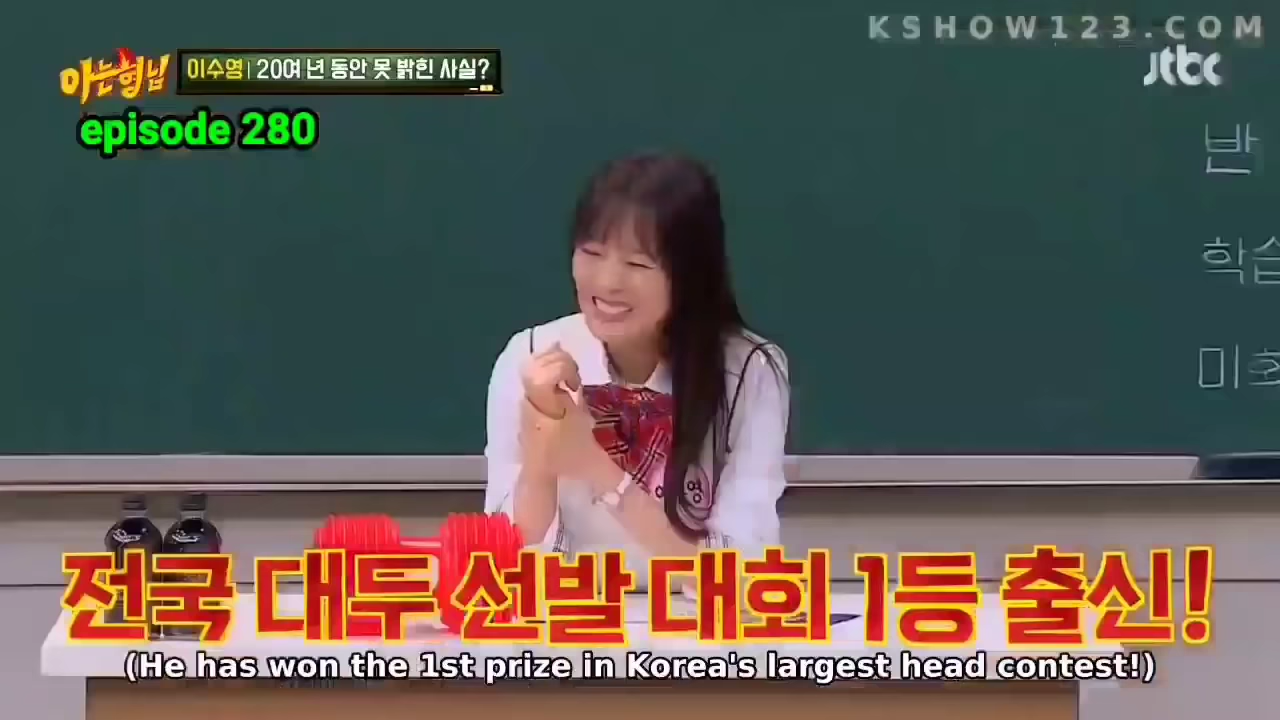 KSHOW123.COM
jtbc
아는형님
이수영 | 20여 년 동안 못 밝힌 사실?
episode 280
반
학습
미화
전국 대두 선발 대회 1등 출신!
(He has won the 1st prize in Korea's largest head contest!)